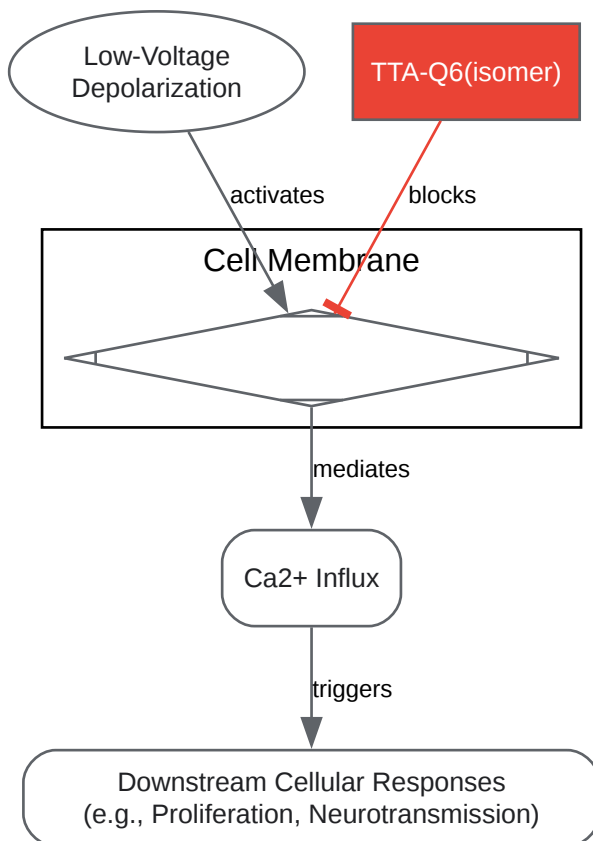 Low-Voltage
Depolarization
TTA-Q6(isomer)
activates
blocks
Cell Membrane
mediates
Ca2+ Influx
triggers
Downstream Cellular Responses
(e.g., Proliferation, Neurotransmission)